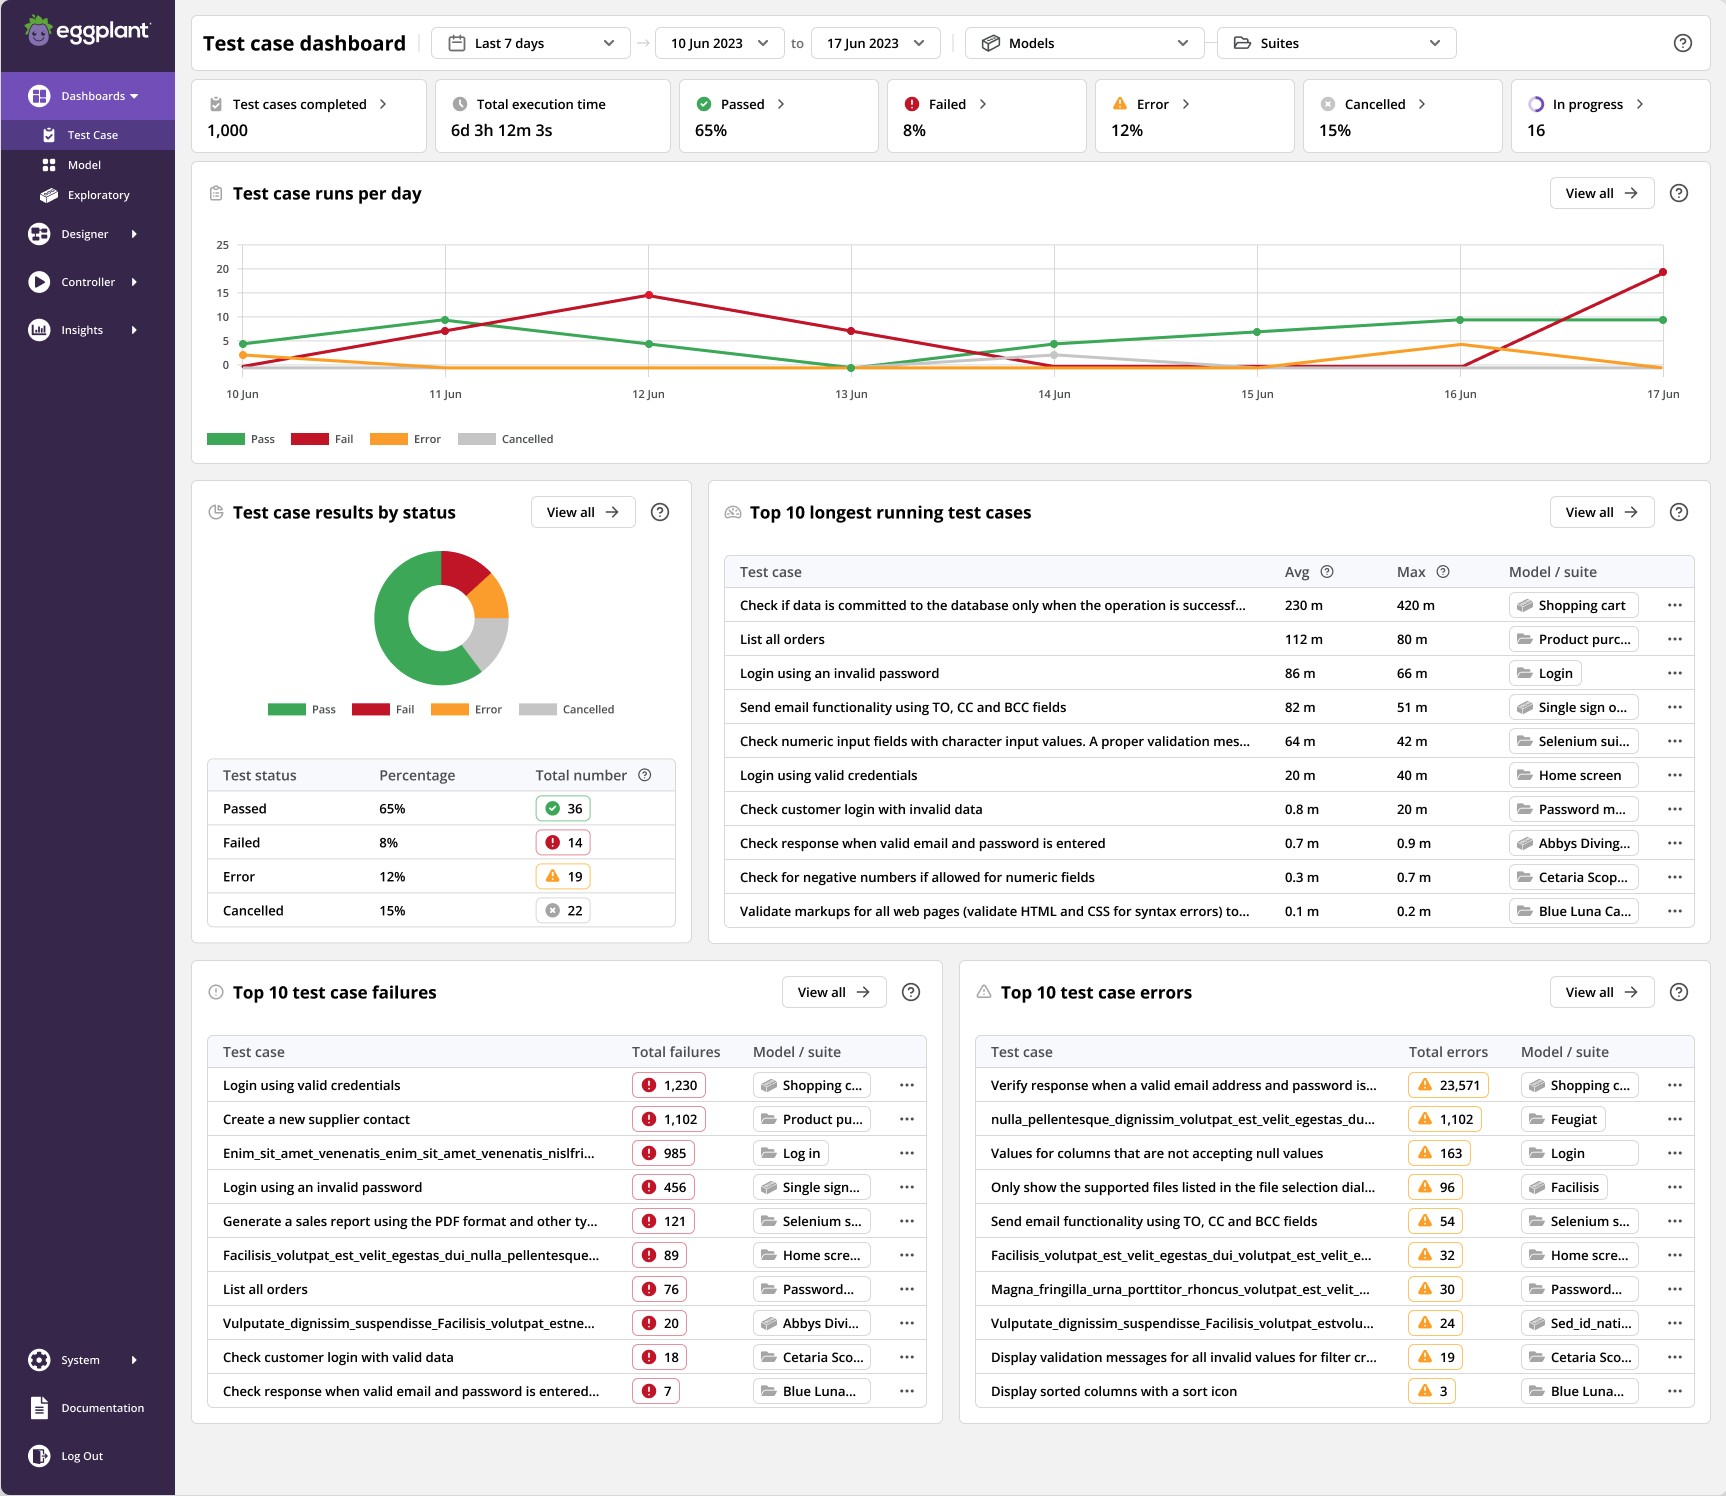 eggplant
Test case dashboard
Last 7 days
10 Jun 2023
to
17 Jun 2023
Models
Suites
Dashboards
Test Case
Model
Exploratory
Designer
Controller
Insights
System
Documentation
Log Out
Test cases completed
1,000
Total execution time
6d 3h 12m 3s
Passed
65%
Failed
8%
Error
12%
Cancelled
15%
In progress
16
Test case runs per day
View all
25
20
15
10
5
0
10 Jun
11 Jun
12 Jun
13 Jun
14 Jun
15 Jun
16 Jun
17 Jun
Pass
Fail
Error
Cancelled
Test case results by status
View all
Pass
Fail
Error
Cancelled
Test status Percentage Total number
Passed 65% 36
Failed 8% 14
Error 12% 19
Cancelled 15% 22
Top 10 longest running test cases
View all
Test case Avg Max Model / suite
Check if data is committed to the database only when the operation is successf... 230 m 420 m Shopping cart
List all orders 112 m 80 m Product purc...
Login using an invalid password 86 m 66 m Login
Send email functionality using TO, CC and BCC fields 82 m 51 m Single sign o...
Check numeric input fields with character input values. A proper validation mes... 64 m 42 m Selenium sui...
Login using valid credentials 20 m 40 m Home screen
Check customer login with invalid data 0.8 m 20 m Password m...
Check response when valid email and password is entered 0.7 m 0.9 m Abbys Diving...
Check for negative numbers if allowed for numeric fields 0.3 m 0.7 m Cetaria Scop...
Validate markups for all web pages (validate HTML and CSS for syntax errors) to... 0.1 m 0.2 m Blue Luna Ca...
Top 10 test case failures
View all
Test case Total failures Model / suite
Login using valid credentials 1,230 Shopping c...
Create a new supplier contact 1,102 Product pu...
Enim_sit_amet_venenatis_enim_sit_amet_venenatis_nislfri... 985 Log in
Login using an invalid password 456 Single sign...
Generate a sales report using the PDF format and other ty... 121 Selenium s...
Facilisis_volutpat_est_velit_egestas_dui_nulla_pellentesque... 89 Home scre...
List all orders 76 Password...
Vulputate_dignissim_suspendisse_Facilisis_volutpat_estne... 20 Abbys Divi...
Check customer login with valid data 18 Cetaria Sco...
Check response when valid email and password is entered... 7 Blue Luna...
Top 10 test case errors
View all
Test case Total errors Model / suite
Verify response when a valid email address and password is... 23,571 Shopping c...
nulla_pellentesque_dignissim_volutpat_est_velit_egestas_du... 1,102 Feugiat
Values for columns that are not accepting null values 163 Login
Only show the supported files listed in the file selection dial... 96 Facilisis
Send email functionality using TO, CC and BCC fields 54 Selenium s...
Facilisis_volutpat_est_velit_egestas_dui_volutpat_est_velit_e... 32 Home scre...
Magna_fringilla_urna_porttitor_rhoncus_volutpat_est_velit_... 30 Password...
Vulputate_dignissim_suspendisse_Facilisis_volutpat_estvolu... 24 Sed_id_nati...
Display validation messages for all invalid values for filter cr... 19 Cetaria Sco...
Display sorted columns with a sort icon 3 Blue Luna...